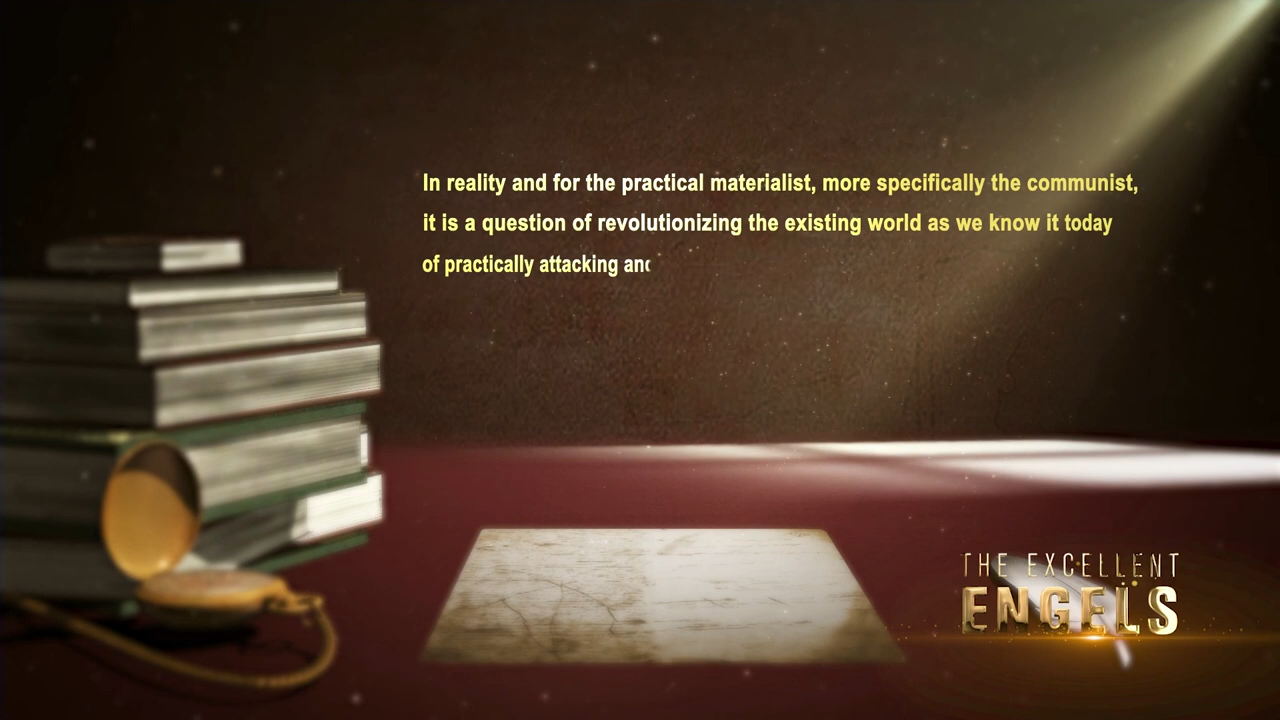 In reality and for the practical materialist, more specifically the communist,
it is a question of revolutionizing the existing world as we know it today
of practically attacking and
THE EXCELLENT
ENGELS